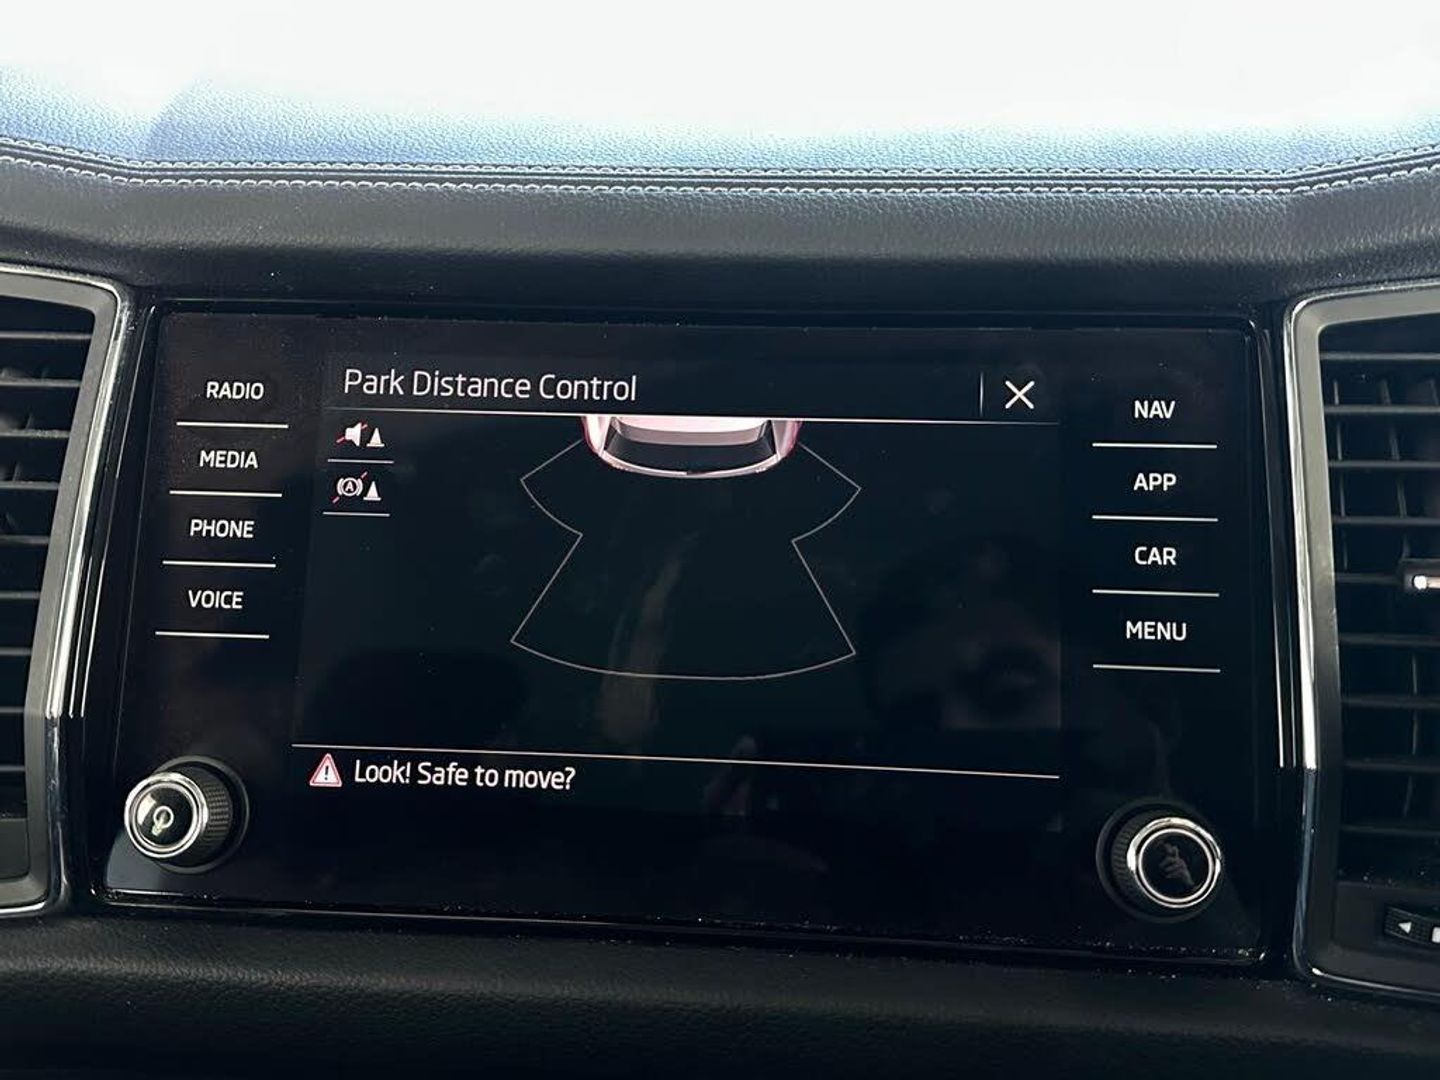 Park Distance Control
RADIO
MEDIA
PHONE
VOICE
A
NAV
APP
CAR
MENU
Look! Safe to move?